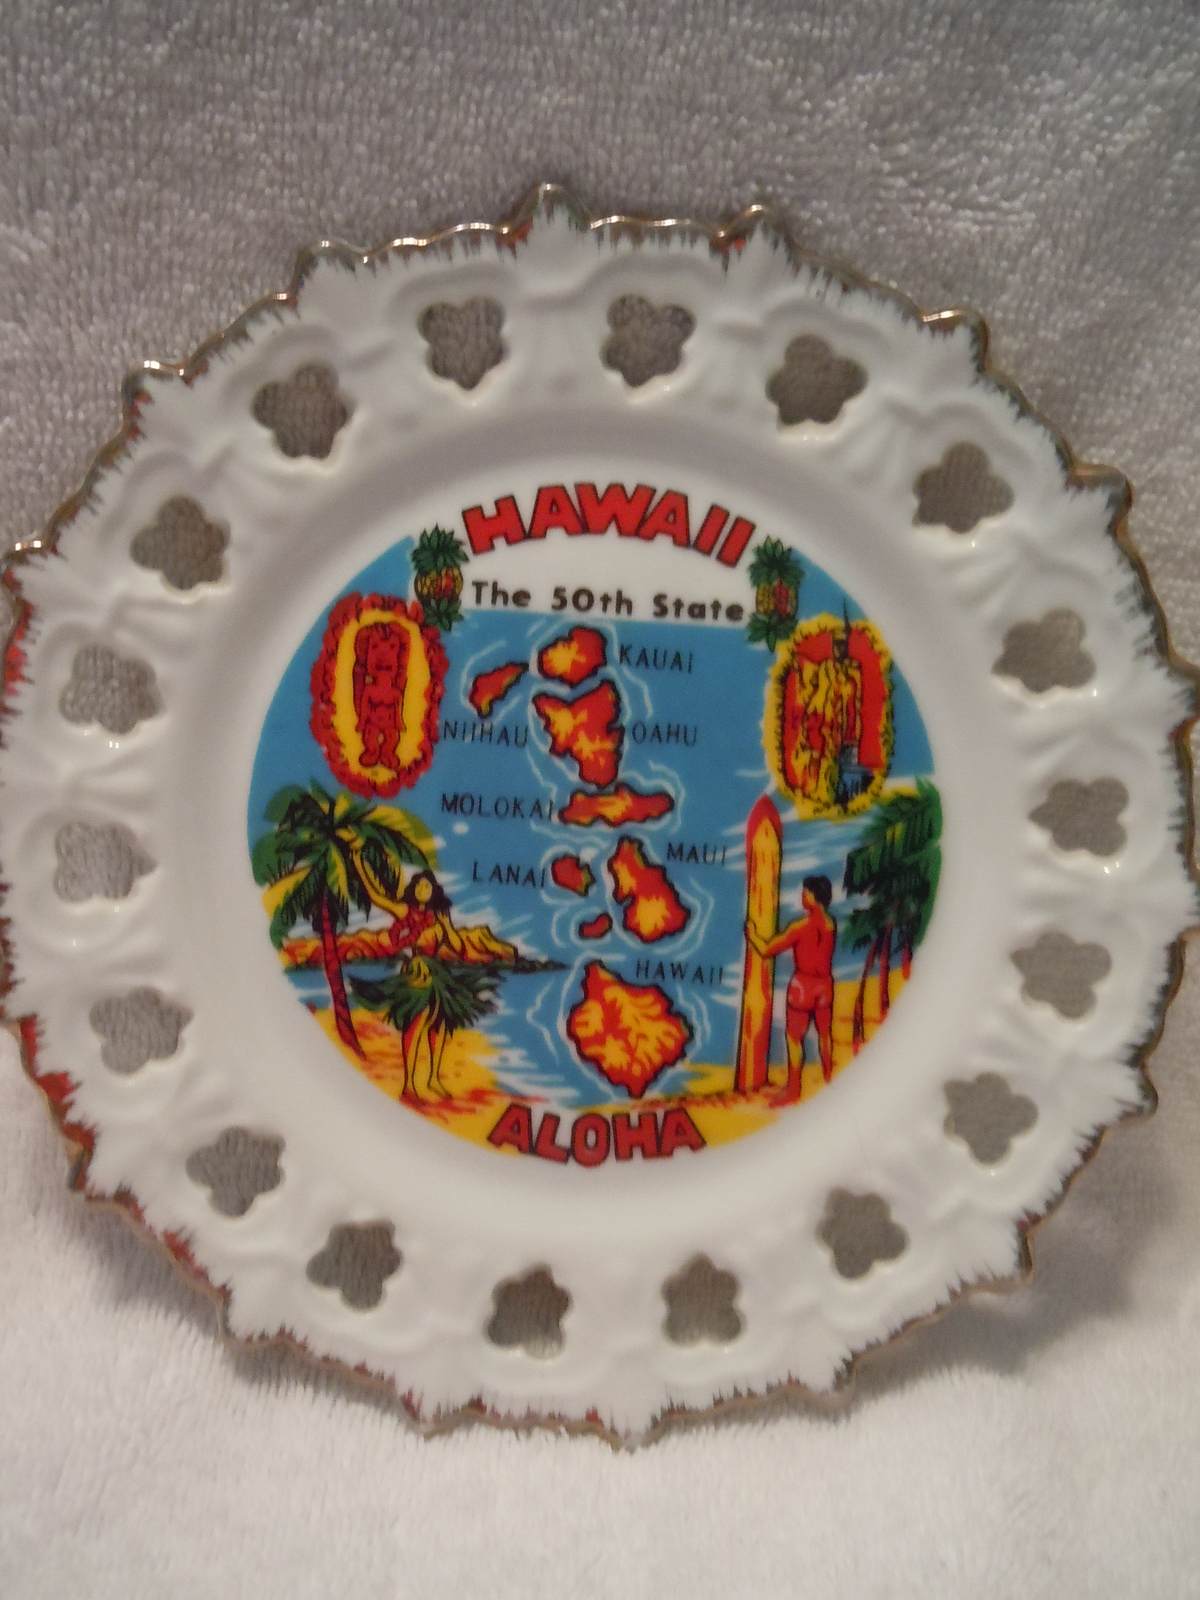 HAWAII
The 50th State
KAUAI
NIIHAU
OAHU
MOLOKAI
MAUI
LANAI
HAWAII
ALOHA